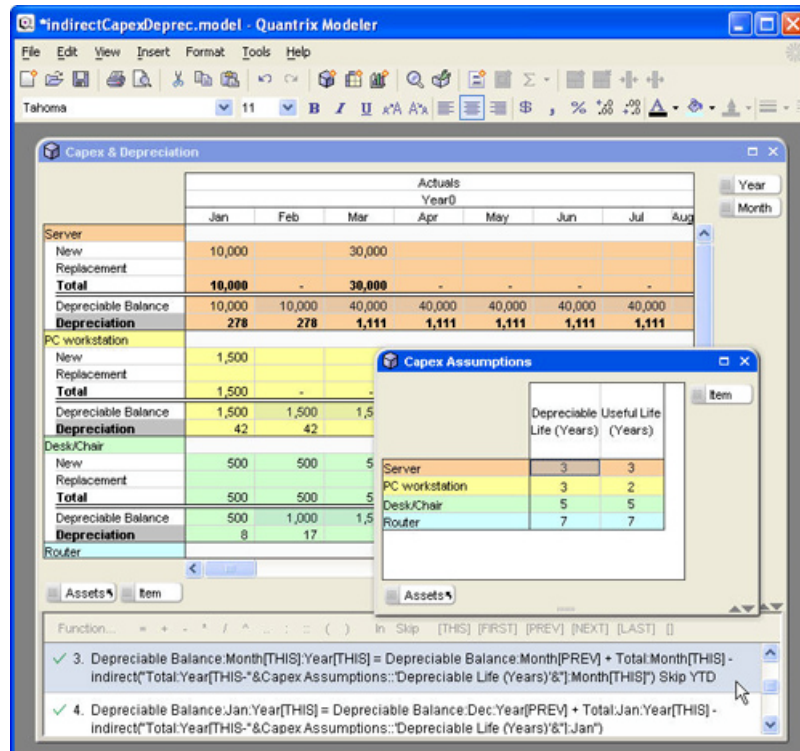 *indirectCapexDeprec.model - Quantrix Modeler
File Edit View Insert Format Tools Help
Tahoma 11 B I U A A A A $ , % .00 .00 A
Capex & Depreciation
Actuals
Year0
Jan Feb Mar Apr May Jun Jul Aug
Year
Month
Server
New 10,000 30,000
Replacement
Total 10,000 - 30,000 - - - -
Depreciable Balance 10,000 10,000 40,000 40,000 40,000 40,000 40,000
Depreciation 278 278 1,111 1,111 1,111 1,111 1,111
PC workstation
New 1,500
Replacement
Total 1,500 - -
Depreciable Balance 1,500 1,500 1,5
Depreciation 42 42
Desk/Chair
New 500 500 5
Replacement
Total 500 500 5
Depreciable Balance 500 1,000 1,5
Depreciation 8 17
Router
Assets Item
Capex Assumptions
Item
Depreciable Useful Life
Life (Years) (Years)
Server 3 3
PC workstation 3 2
Desk/Chair 5 5
Router 7 7
Assets
Function... = + - * / ^ .. : :: ( ) In Skip [THIS] [FIRST] [PREV] [NEXT] [LAST] []
3. Depreciable Balance:Month[THIS]:Year[THIS] = Depreciable Balance:Month[PREV] + Total:Month[THIS] -
indirect("Total:Year[THIS-"&Capex Assumptions::'Depreciable Life (Years)'&"]:Month[THIS]") Skip YTD
4. Depreciable Balance:Jan:Year[THIS] = Depreciable Balance:Dec:Year[PREV] + Total:Jan:Year[THIS] -
indirect("Total:Year[THIS-"&Capex Assumptions::'Depreciable Life (Years)'&"]:Jan")